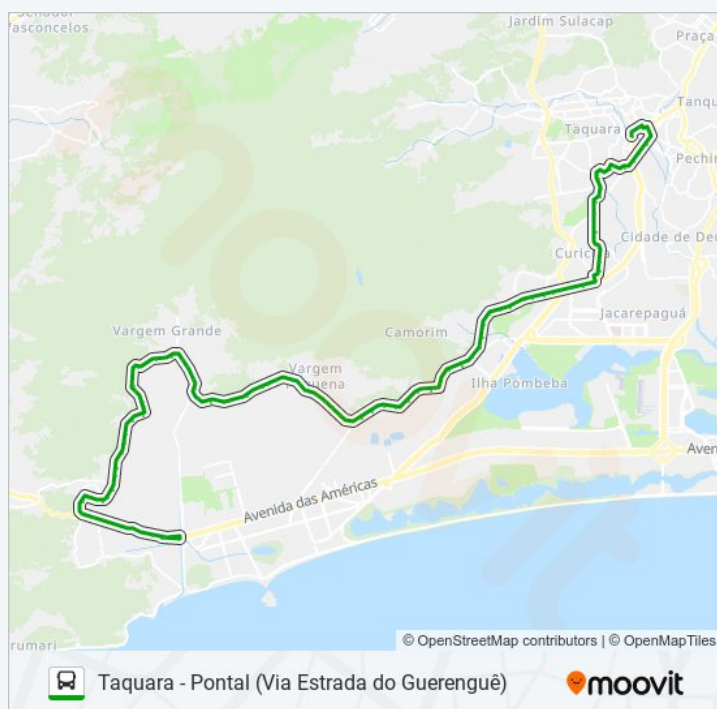 Senador
Vasconcelos
Jardim Sulacap
Praça
Tanqu
Taquara
Pechin
Cidade de Deu
Curicica
Jacarepaguá
Vargem Grande
Camorim
Vargem
Pequena
Ilha Pombeba
Aven
Avenida das Américas
rumari
© OpenStreetMap contributors | © OpenMapTiles
Taquara - Pontal (Via Estrada do Guerenguê)
moovit